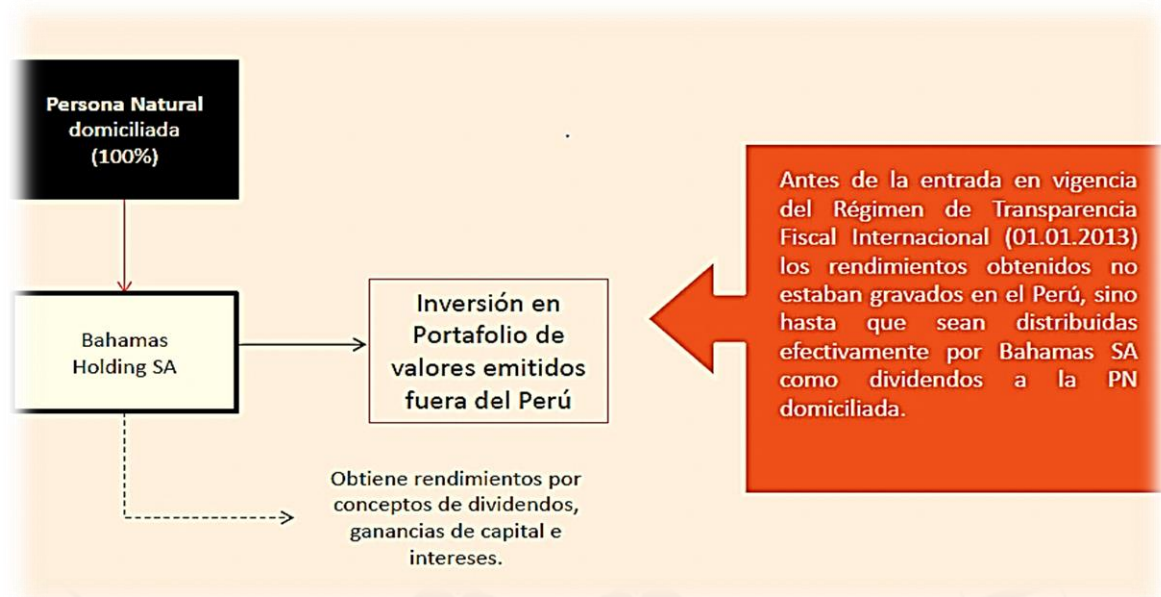 Persona Natural
domiciliada
(100%)
Bahamas
Holding SA
Inversión en
Portafolio de
valores emitidos
fuera del Perú
Obtiene rendimientos por
conceptos de dividendos,
ganancias de capital e
intereses.
Antes de la entrada en vigencia
del Régimen de Transparencia
Fiscal Internacional (01.01.2013)
los rendimientos obtenidos no
estaban gravados en el Perú, sino
hasta que sean distribuidas
efectivamente por Bahamas SA
como dividendos a la PN
domiciliada.